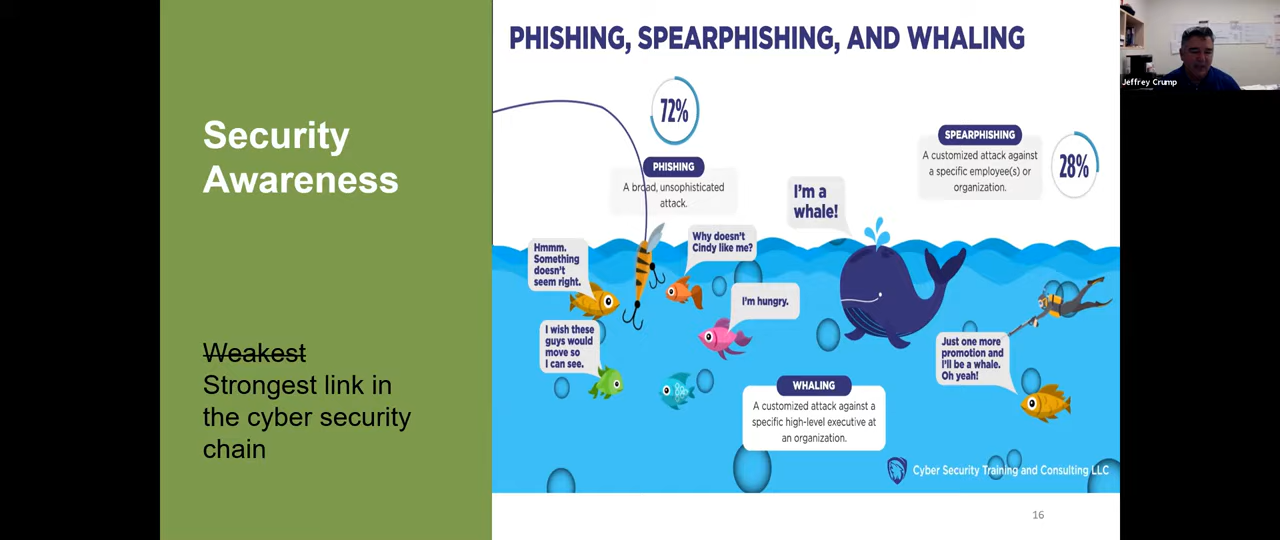 Security
Awareness
Weakest
Strongest link in
the cyber security
chain
PHISHING, SPEARPHISHING, AND WHALING
72%
PHISHING
A broad, unsophisticated
attack.
SPEARPHISHING
A customized attack against
a specific employee(s) or
organization.
28%
I'm a
whale!
Hmmm.
Something
doesn't
seem right.
Why doesn't
Cindy like me?
I'm hungry.
I wish these
guys would
move so
I can see.
Just one more
promotion and
I'll be a whale.
Oh yeah!
WHALING
A customized attack against a
specific high-level executive at
an organization.
Cyber Security Training and Consulting LLC
16
Jeffrey Crump